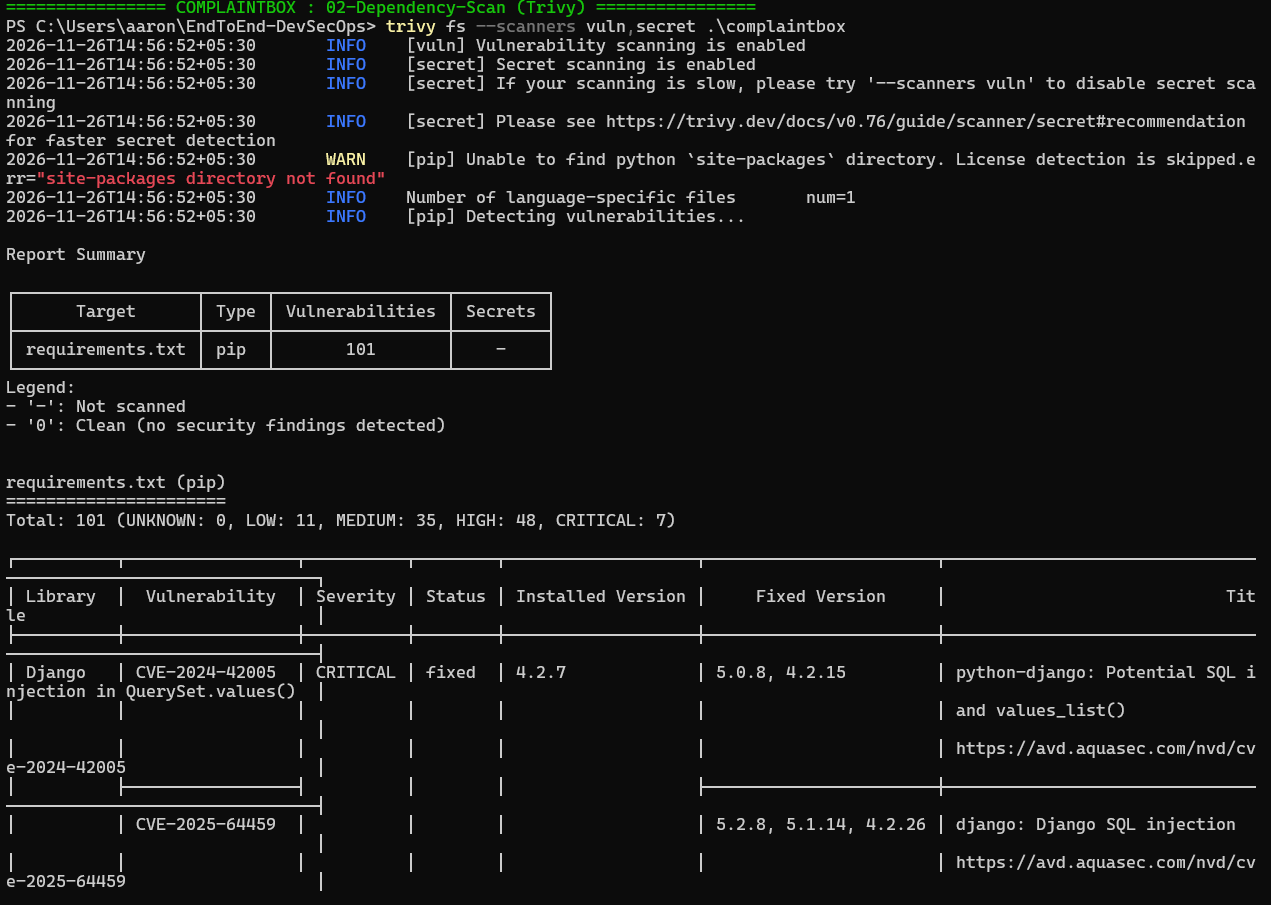 ================ COMPLAINTBOX : 02-Dependency-Scan (Trivy) ================
PS C:\Users\aaron\EndToEnd-DevSecOps> trivy fs --scanners vuln,secret .\complaintbox
2026-11-26T14:56:52+05:30 INFO [vuln] Vulnerability scanning is enabled
2026-11-26T14:56:52+05:30 INFO [secret] Secret scanning is enabled
2026-11-26T14:56:52+05:30 INFO [secret] If your scanning is slow, please try '--scanners vuln' to disable secret sca
nning
2026-11-26T14:56:52+05:30 INFO [secret] Please see https://trivy.dev/docs/v0.76/guide/scanner/secret#recommendation
for faster secret detection
2026-11-26T14:56:52+05:30 WARN [pip] Unable to find python `site-packages` directory. License detection is skipped.e
rr="site-packages directory not found"
2026-11-26T14:56:52+05:30 INFO Number of language-specific files num=1
2026-11-26T14:56:52+05:30 INFO [pip] Detecting vulnerabilities...
Report Summary
Target Type Vulnerabilities Secrets
requirements.txt pip 101 -
Legend:
- '-': Not scanned
- '0': Clean (no security findings detected)
requirements.txt (pip)
======================
Total: 101 (UNKNOWN: 0, LOW: 11, MEDIUM: 35, HIGH: 48, CRITICAL: 7)
Library Vulnerability Severity Status Installed Version Fixed Version Tit
le
Django CVE-2024-42005 CRITICAL fixed 4.2.7 5.0.8, 4.2.15 python-django: Potential SQL i
njection in QuerySet.values()
and values_list()
https://avd.aquasec.com/nvd/cv
e-2024-42005
CVE-2025-64459 5.2.8, 5.1.14, 4.2.26 django: Django SQL injection
https://avd.aquasec.com/nvd/cv
e-2025-64459